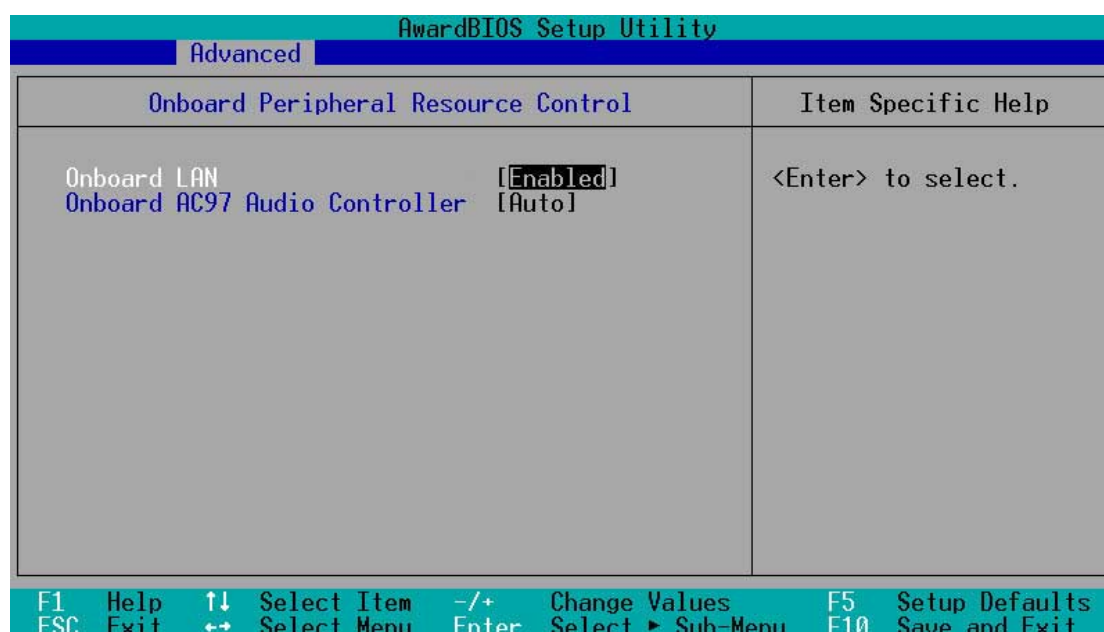 AwardBIOS Setup Utility
Advanced
Onboard Peripheral Resource Control
Item Specific Help
Onboard LAN [Enabled]
<Enter> to select.
Onboard AC97 Audio Controller [Auto]
F1 Help ↑↓ Select Item -/+ Change Values F5 Setup Defaults
ESC Exit ←→ Select Menu Enter Select ► Sub-Menu F10 Save and Exit